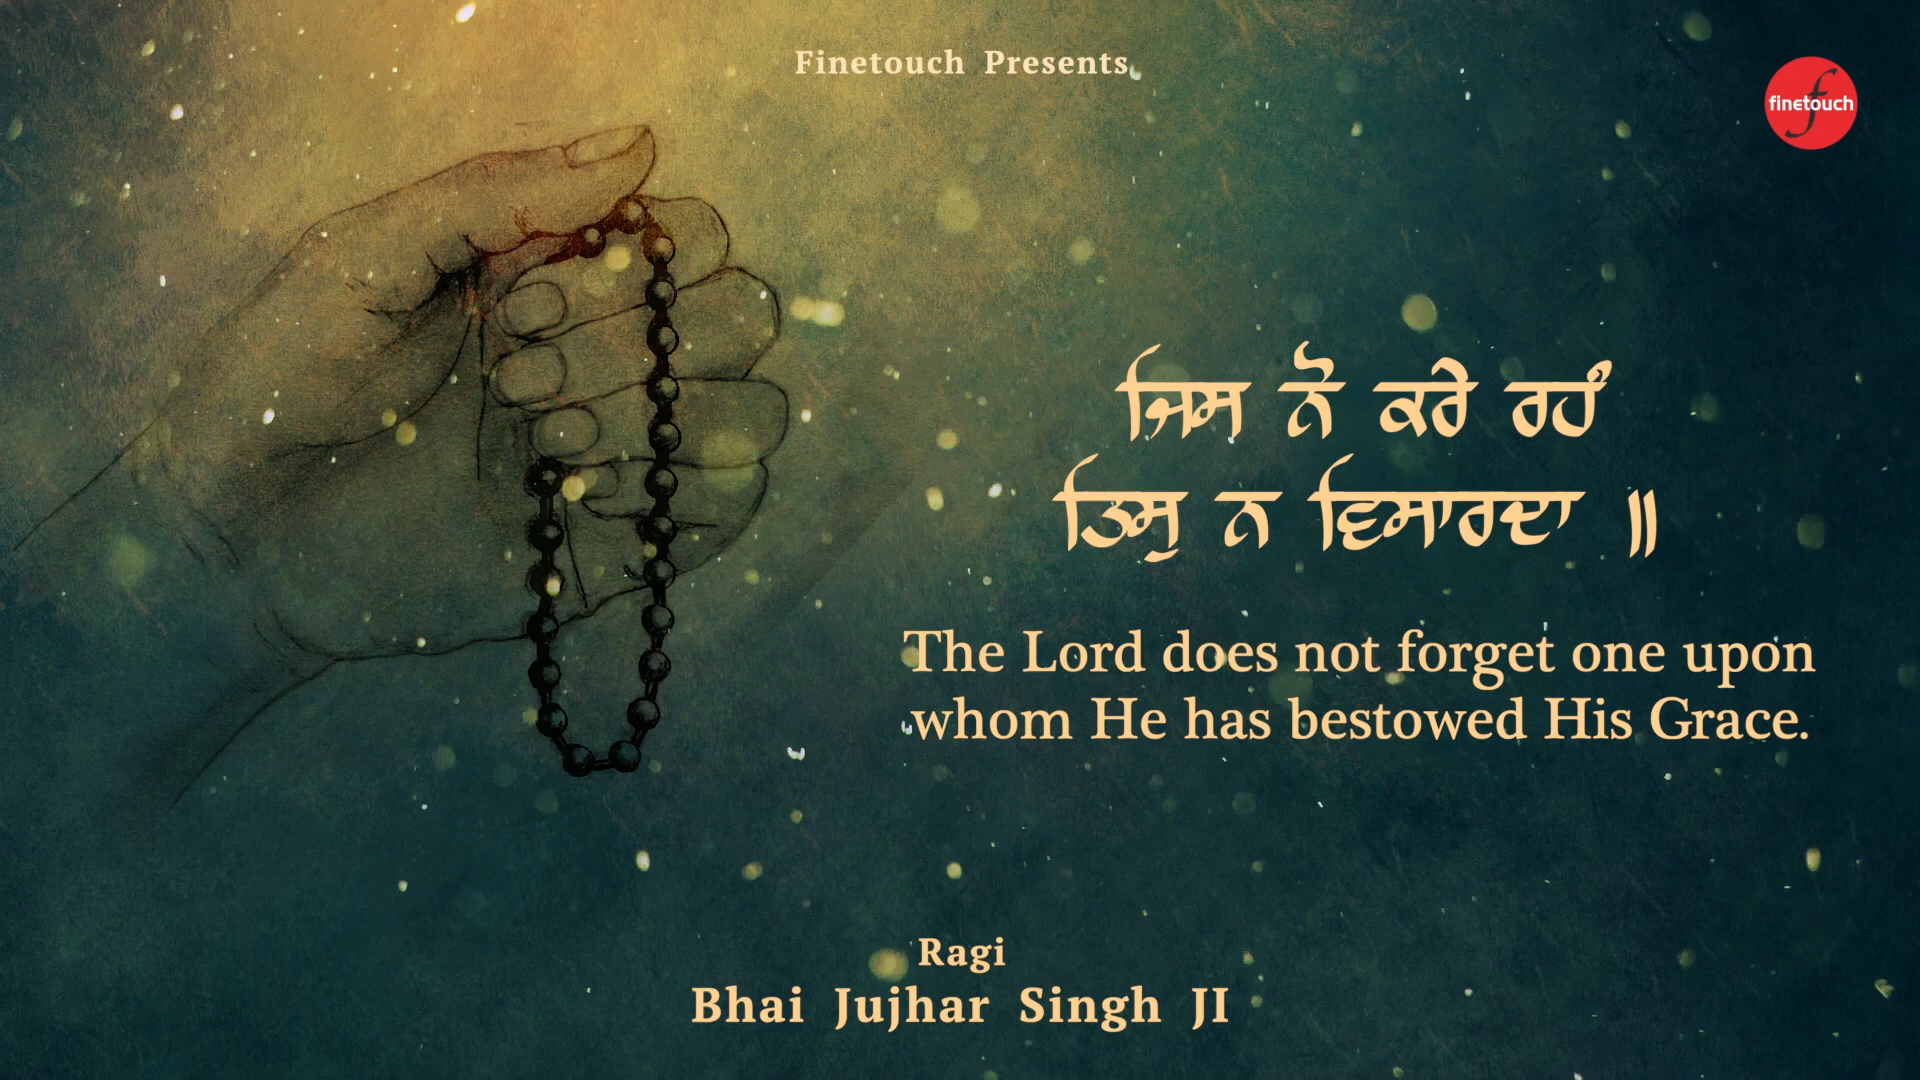 Finetouch Presents
finetouch
ਜਿਸ ਨੋ ਕਰੇ ਰਹੰ
ਤਿਸੁ ਨ ਵਿਸਾਰਦਾ ॥
The Lord does not forget one upon
whom He has bestowed His Grace.
Ragi
Bhai Jujhar Singh JI